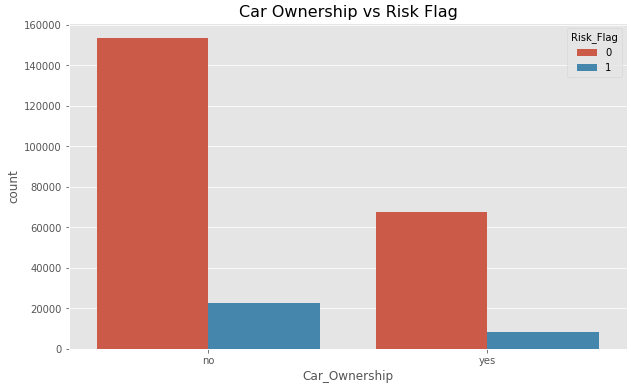 Car Ownership vs Risk Flag
Risk_Flag
0
1
160000
140000
120000
100000
80000
60000
40000
20000
0
count
no
yes
Car_Ownership